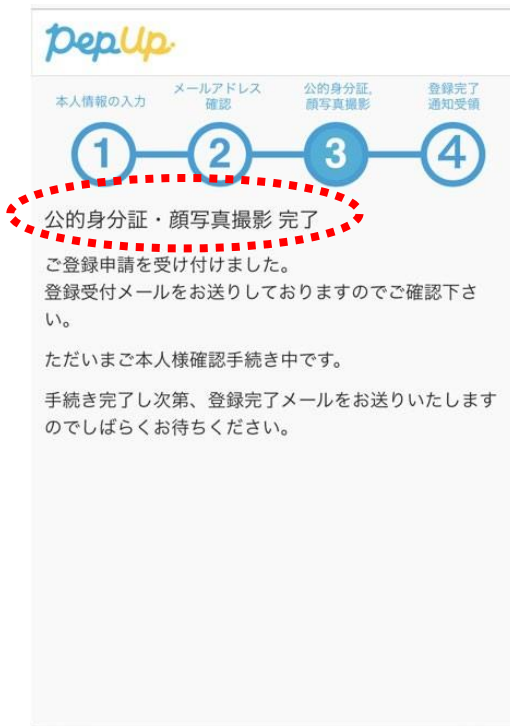 PepUp
本人情報の入力
メールアドレス
確認
公的身分証,
顔写真撮影
登録完了
通知受領
1
2
3
4
公的身分証・顔写真撮影 完了
ご登録申請を受け付けました。
登録受付メールをお送りしておりますのでご確認下さ
い。
ただいまご本人様確認手続き中です。
手続き完了し次第、登録完了メールをお送りいたします
のでしばらくお待ちください。